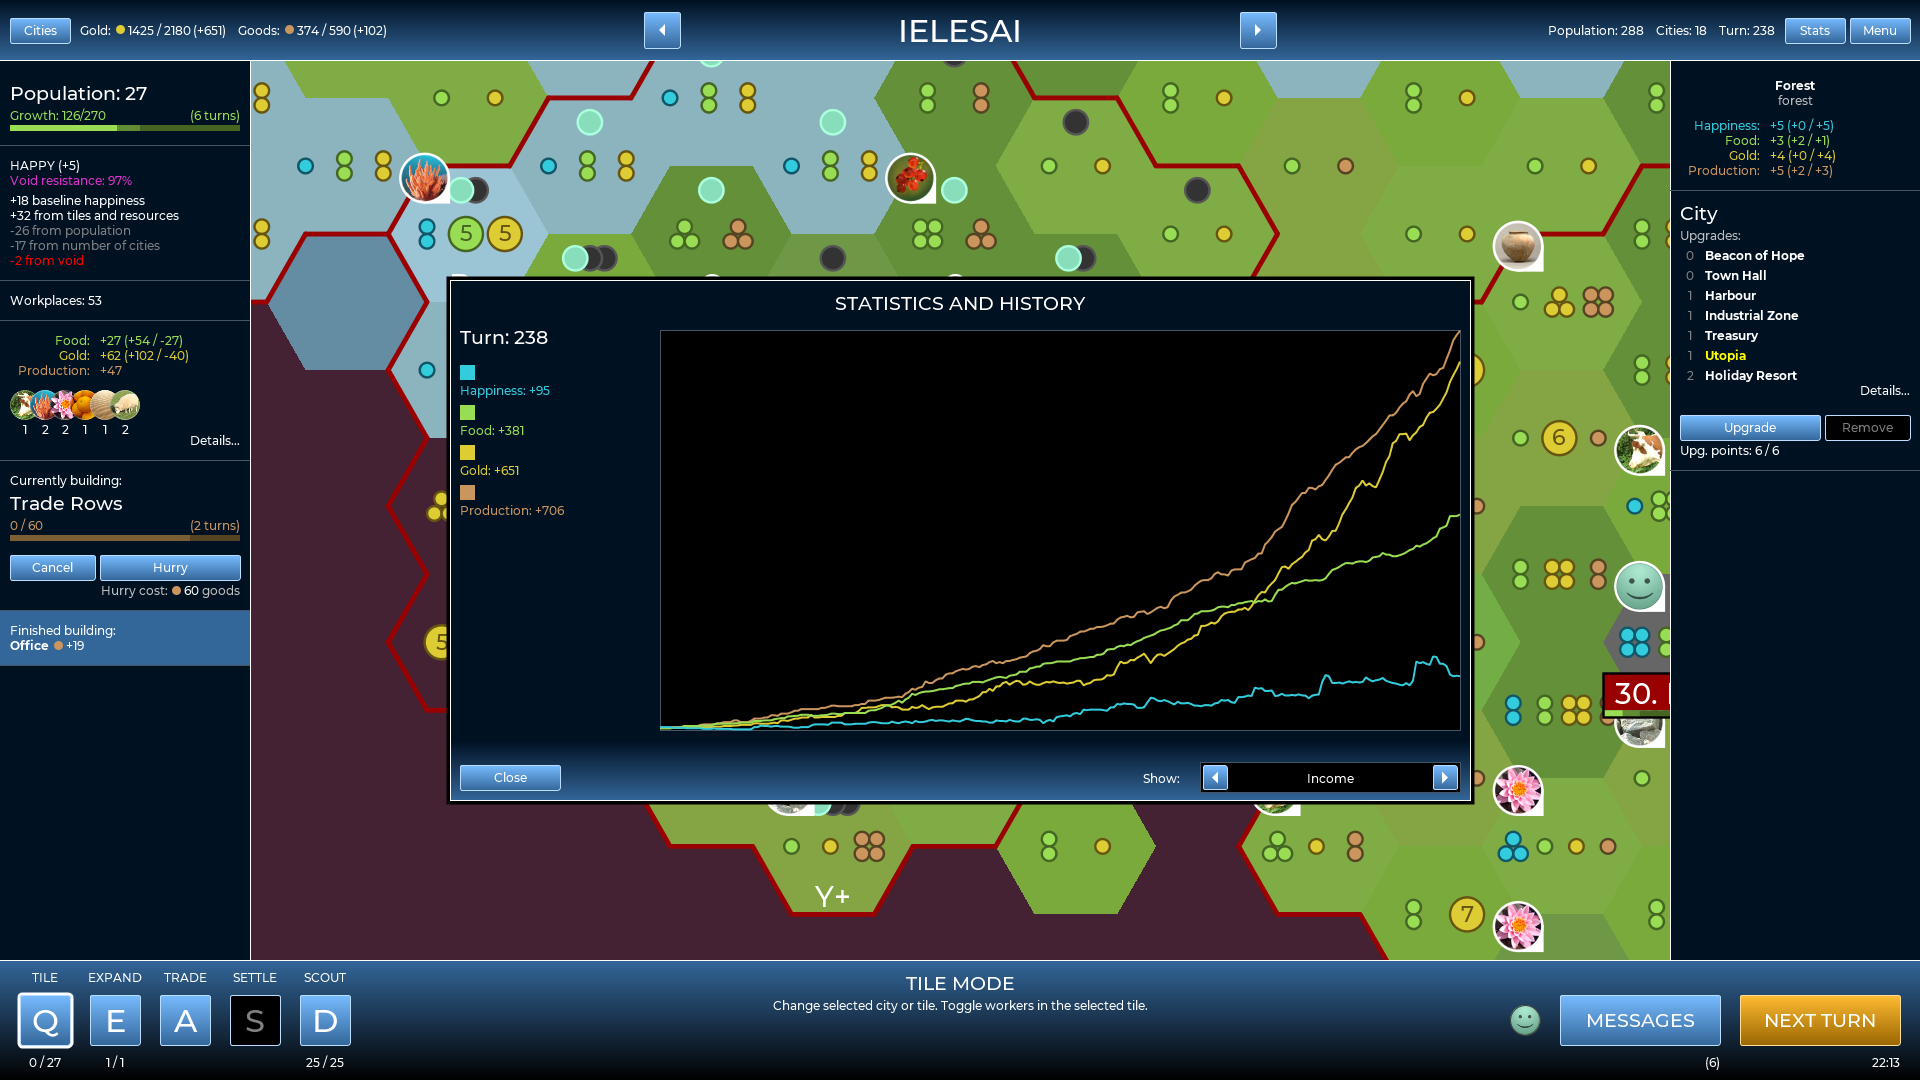 Cities
Gold: 1425 / 2180 (+651) Goods: 374 / 590 (+102)
IELESAI
Population: 288 Cities: 18 Turn: 238
Stats
Menu
Population: 27
Growth: 126/270 (6 turns)
HAPPY (+5)
Void resistance: 97%
+18 baseline happiness
+32 from tiles and resources
-26 from population
-17 from number of cities
-2 from void
Workplaces: 53
Food: +27 (+54 / -27)
Gold: +62 (+102 / -40)
Production: +47
1 2 2 1 1 2
Details...
Currently building:
Trade Rows
0 / 60 (2 turns)
Cancel
Hurry
Hurry cost: 60 goods
Finished building:
Office +19
5 5
6
5
30.
Y+
7
STATISTICS AND HISTORY
Turn: 238
Happiness: +95
Food: +381
Gold: +651
Production: +706
Close
Show: Income
Forest
forest
Happiness: +5 (+0 / +5)
Food: +3 (+2 / +1)
Gold: +4 (+0 / +4)
Production: +5 (+2 / +3)
City
Upgrades:
0 Beacon of Hope
0 Town Hall
1 Harbour
1 Industrial Zone
1 Treasury
1 Utopia
2 Holiday Resort
Details...
Upgrade
Remove
Upg. points: 6 / 6
TILE EXPAND TRADE SETTLE SCOUT
Q E A S D
0 / 27 1 / 1 25 / 25
TILE MODE
Change selected city or tile. Toggle workers in the selected tile.
MESSAGES
(6)
NEXT TURN
22:13